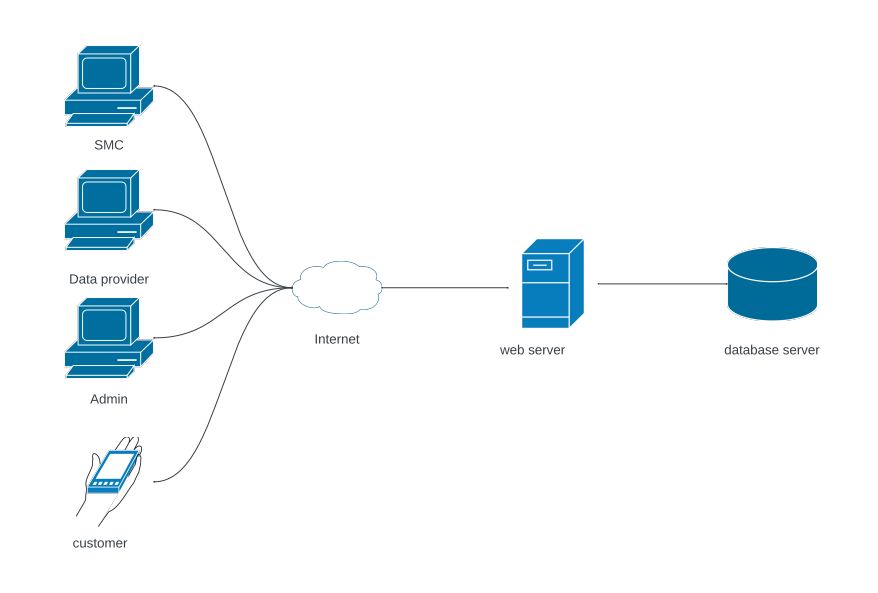 SMC
Data provider
Admin
customer
Internet
web server
database server